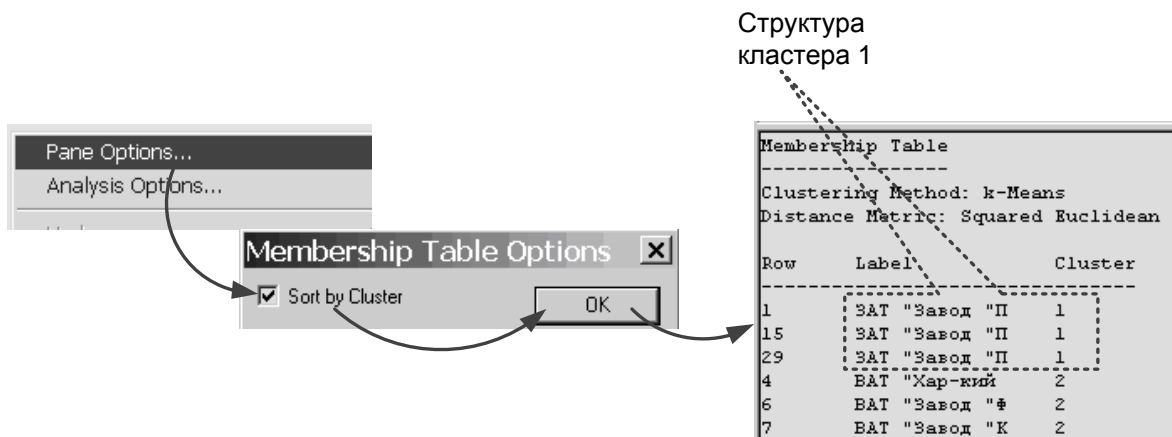 Структура
кластера 1
Pane Options...
Analysis Options...
Membership Table Options
Sort by Cluster
OK
Membership Table
Clustering Method: k-Means
Distance Metric: Squared Euclidean
Row Label Cluster
1 ЗАТ "Завод "П 1
15 ЗАТ "Завод "П 1
29 ЗАТ "Завод "П 1
4 ВАТ "Хар-кий 2
6 ВАТ "Завод "Ф 2
7 ВАТ "Завод "К 2